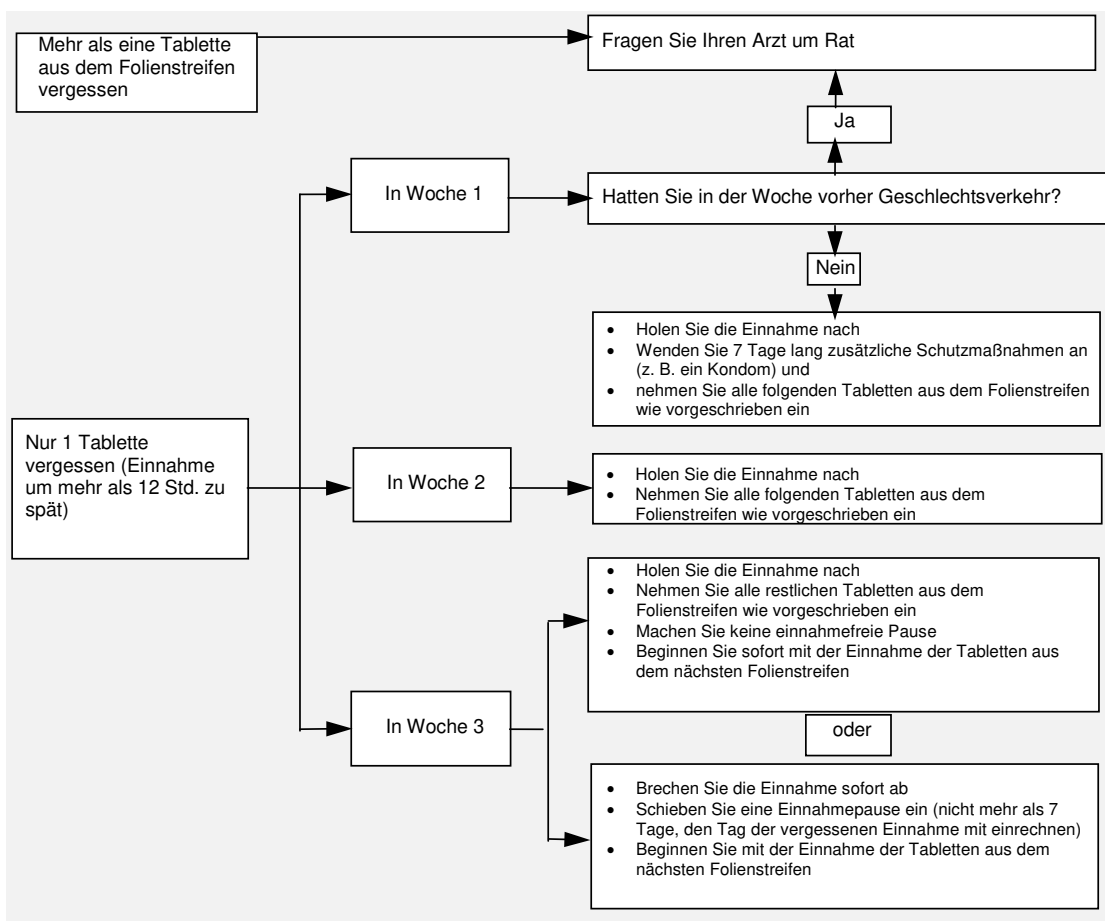 Mehr als eine Tablette
aus dem Folienstreifen
vergessen
Fragen Sie Ihren Arzt um Rat
Ja
In Woche 1
Hatten Sie in der Woche vorher Geschlechtsverkehr?
Nein
• Holen Sie die Einnahme nach
• Wenden Sie 7 Tage lang zusätzliche Schutzmaßnahmen an
(z. B. ein Kondom) und
• nehmen Sie alle folgenden Tabletten aus dem Folienstreifen
wie vorgeschrieben ein
Nur 1 Tablette
vergessen (Einnahme
um mehr als 12 Std. zu
spät)
In Woche 2
• Holen Sie die Einnahme nach
• Nehmen Sie alle folgenden Tabletten aus dem
Folienstreifen wie vorgeschrieben ein
In Woche 3
• Holen Sie die Einnahme nach
• Nehmen Sie alle restlichen Tabletten aus dem
Folienstreifen wie vorgeschrieben ein
• Machen Sie keine einnahmefreie Pause
• Beginnen Sie sofort mit der Einnahme der Tabletten aus
dem nächsten Folienstreifen
oder
• Brechen Sie die Einnahme sofort ab
• Schieben Sie eine Einnahmepause ein (nicht mehr als 7
Tage, den Tag der vergessenen Einnahme mit einrechnen)
• Beginnen Sie mit der Einnahme der Tabletten aus dem
nächsten Folienstreifen